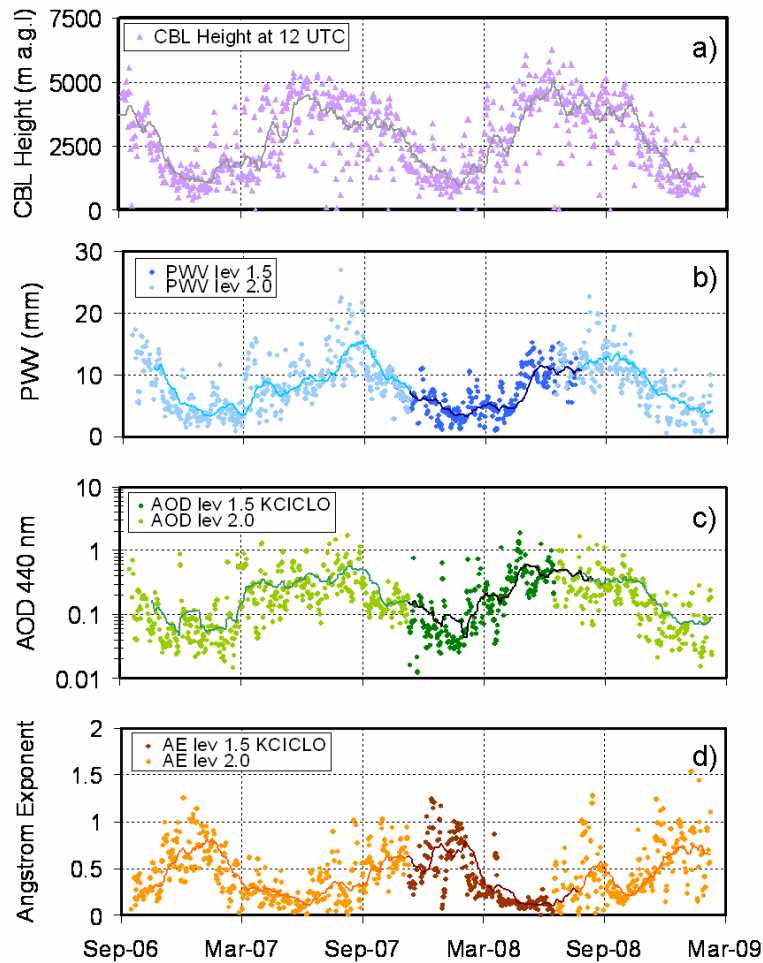 7500
5000
2500
0
CBL Height (m a.g.l)
CBL Height at 12 UTC
a)
30
20
10
0
PWV (mm)
PWV lev 1.5
PWV lev 2.0
b)
10
1
0.1
0.01
AOD 440 nm
AOD lev 1.5 KCICLO
AOD lev 2.0
c)
2
1.5
1
0.5
0
Angstrom Exponent
AE lev 1.5 KCICLO
AE lev 2.0
d)
Sep-06 Mar-07 Sep-07 Mar-08 Sep-08 Mar-09